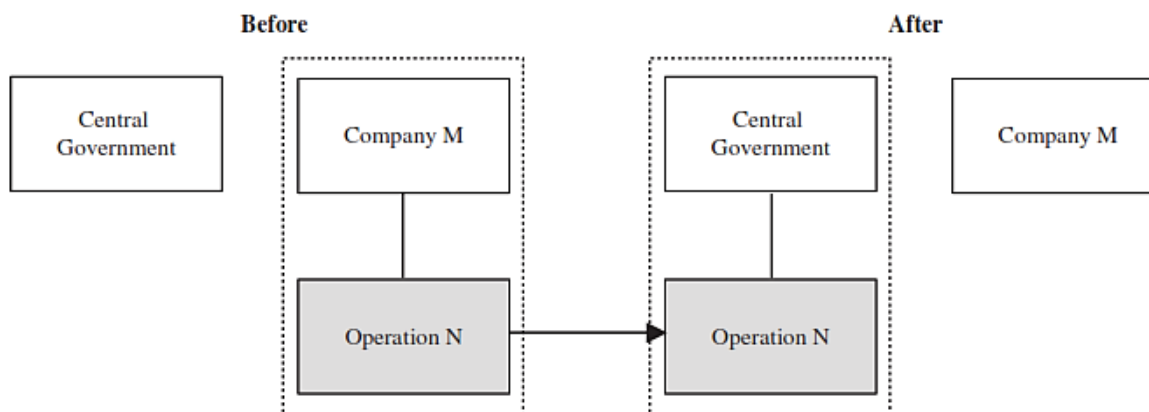 Before
After
Central
Government
Company M
Central
Government
Company M
Operation N
Operation N